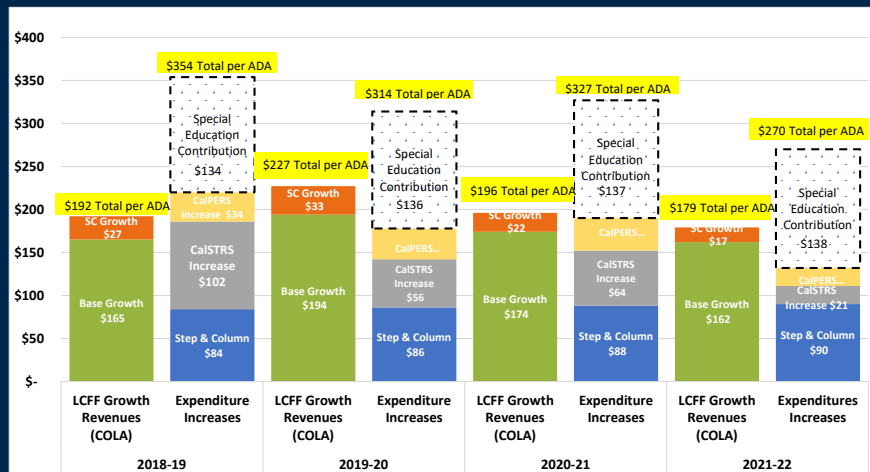 $400
$350
$300
$250
$200
$150
$100
$50
$-
$192 Total per ADA
SC Growth
$27
Base Growth
$165
$354 Total per ADA
Special
Education
Contribution
$134
CalPERS
Increase $34
CalSTRS
Increase
$102
Step & Column
$84
$227 Total per ADA
SC Growth
$33
Base Growth
$194
$314 Total per ADA
Special
Education
Contribution
$136
CalSTRS
Increase
$56
Step & Column
$86
$196 Total per ADA
SC Growth
$22
Base Growth
$174
$327 Total per ADA
Special
Education
Contribution
$137
CalPERS...
CalSTRS
Increase
$64
Step & Column
$88
$179 Total per ADA
SC Growth
$17
Base Growth
$162
$270 Total per ADA
Special
Education
Contribution
$138
CalPERS...
CalSTRS
Increase $21
Step & Column
$90
LCFF Growth
Revenues
(COLA)
Expenditure
Increases
LCFF Growth
Revenues
(COLA)
Expenditure
Increases
LCFF Growth
Revenues
(COLA)
Expenditure
Increases
LCFF Growth
Revenues
(COLA)
Expenditures
Increases
2018-19
2019-20
2020-21
2021-22